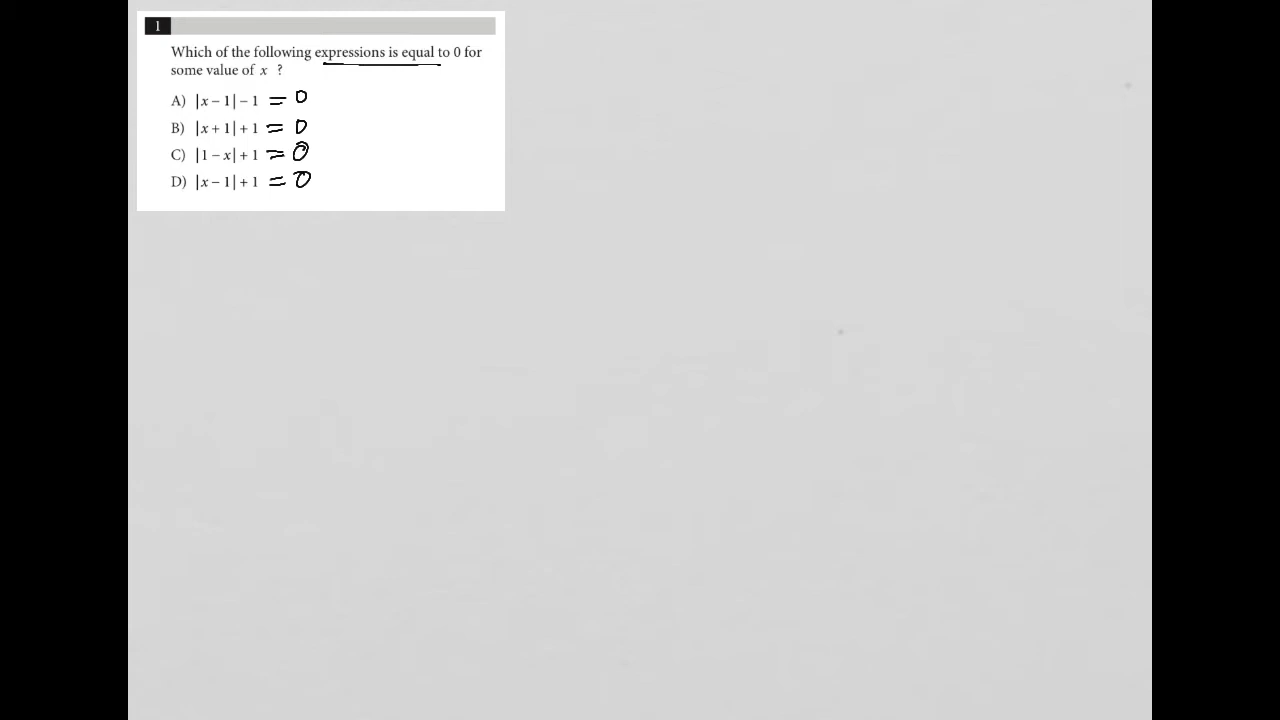 1
Which of the following expressions is equal to 0 for
some value of x ?
A) |x − 1| − 1 = 0
B) |x + 1| + 1 = 0
C) |1 − x| + 1 = 0
D) |x − 1| + 1 = 0